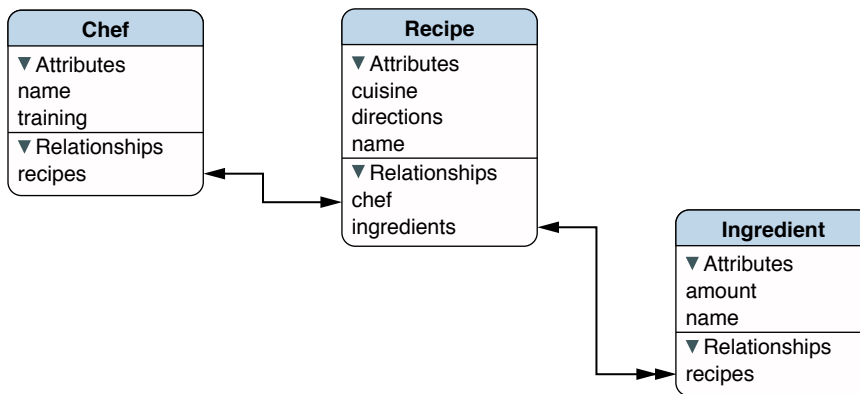 Chef
▼ Attributes
name
training
▼ Relationships
recipes
Recipe
▼ Attributes
cuisine
directions
name
▼ Relationships
chef
ingredients
Ingredient
▼ Attributes
amount
name
▼ Relationships
recipes